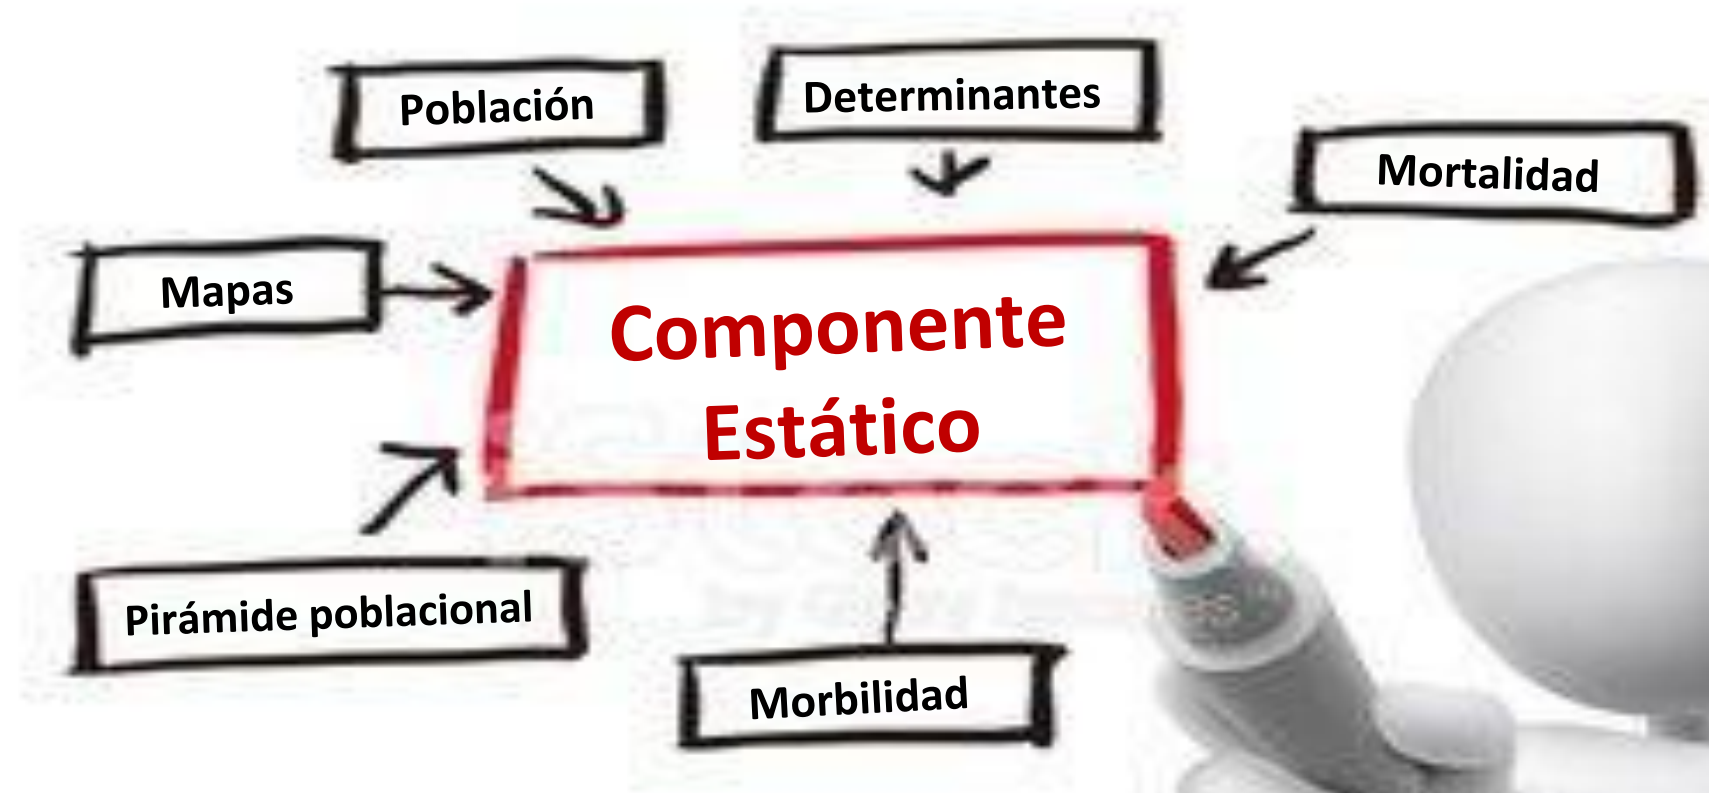 Población
Determinantes
Mortalidad
Mapas
Componente
Estático
Pirámide poblacional
Morbilidad